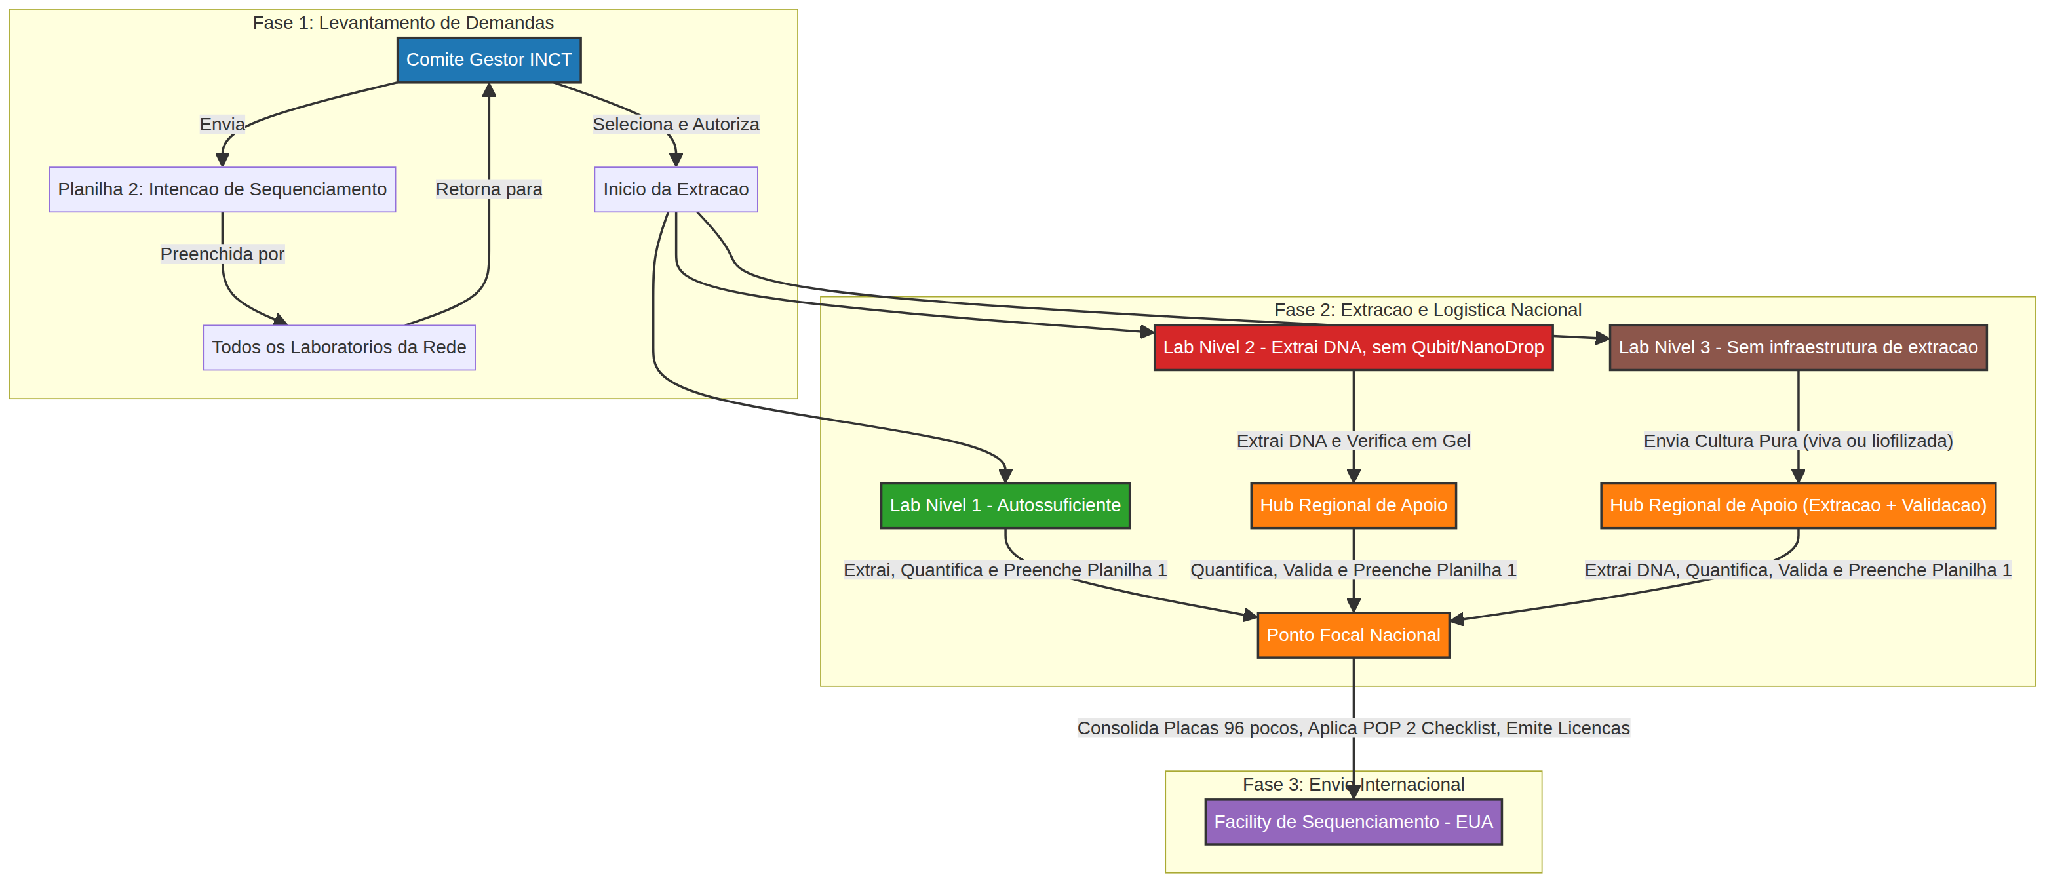 Fase 1: Levantamento de Demandas
Comite Gestor INCT
Envia
Seleciona e Autoriza
Planilha 2: Intencao de Sequenciamento
Retorna para
Inicio da Extracao
Preenchida por
Todos os Laboratorios da Rede
Fase 2: Extracao e Logistica Nacional
Lab Nivel 2 - Extrai DNA, sem Qubit/NanoDrop
Lab Nivel 3 - Sem infraestrutura de extracao
Extrai DNA e Verifica em Gel
Envia Cultura Pura (viva ou liofilizada)
Lab Nivel 1 - Autossuficiente
Hub Regional de Apoio
Hub Regional de Apoio (Extracao + Validacao)
Extrai, Quantifica e Preenche Planilha 1
Quantifica, Valida e Preenche Planilha 1
Extrai DNA, Quantifica, Valida e Preenche Planilha 1
Ponto Focal Nacional
Consolida Placas 96 pocos, Aplica POP 2 Checklist, Emite Licencas
Fase 3: Envio Internacional
Facility de Sequenciamento - EUA